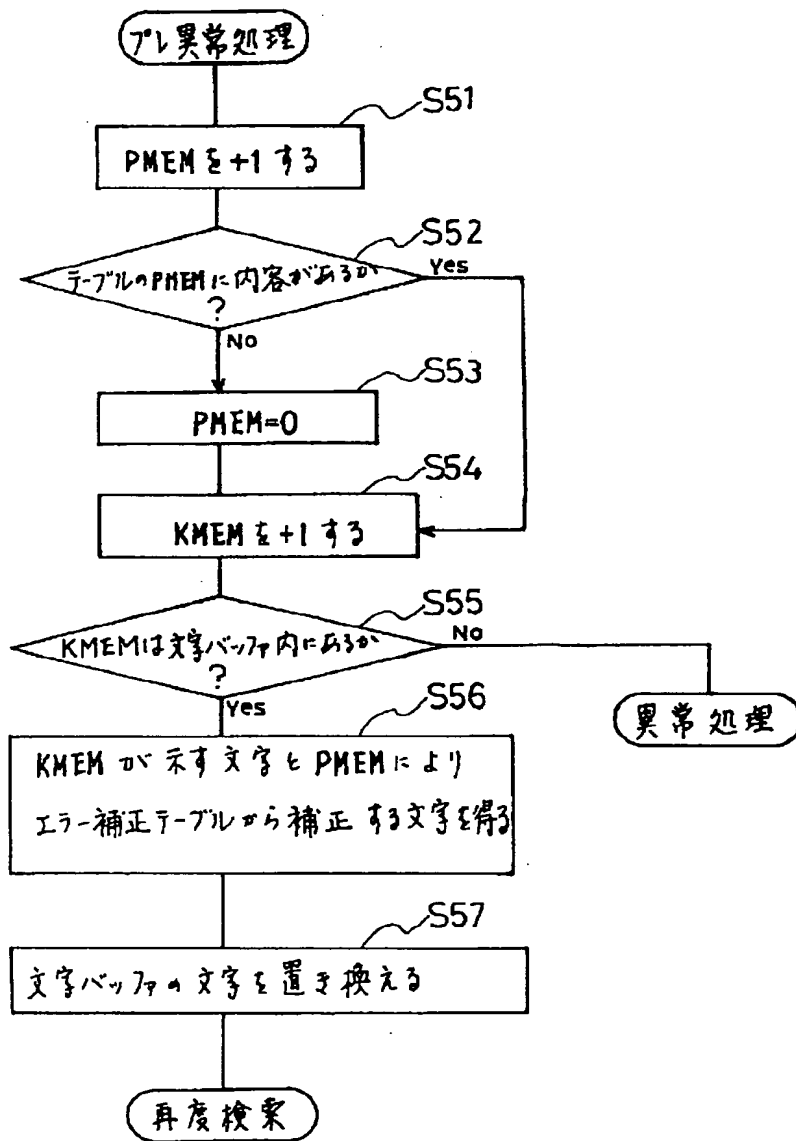 プレ異常処理
S51
PMEMを+1する
S52
テーブルのPMEMに内容があるか
?
Yes
No
S53
PMEM=0
S54
KMEMを+1する
S55
KMEMは文字バッファ内にあるか
?
No
Yes
異常処理
S56
KMEMが示す文字とPMEMにより
エラー補正テーブルから補正する文字を得る
S57
文字バッファの文字を置き換える
再度検索